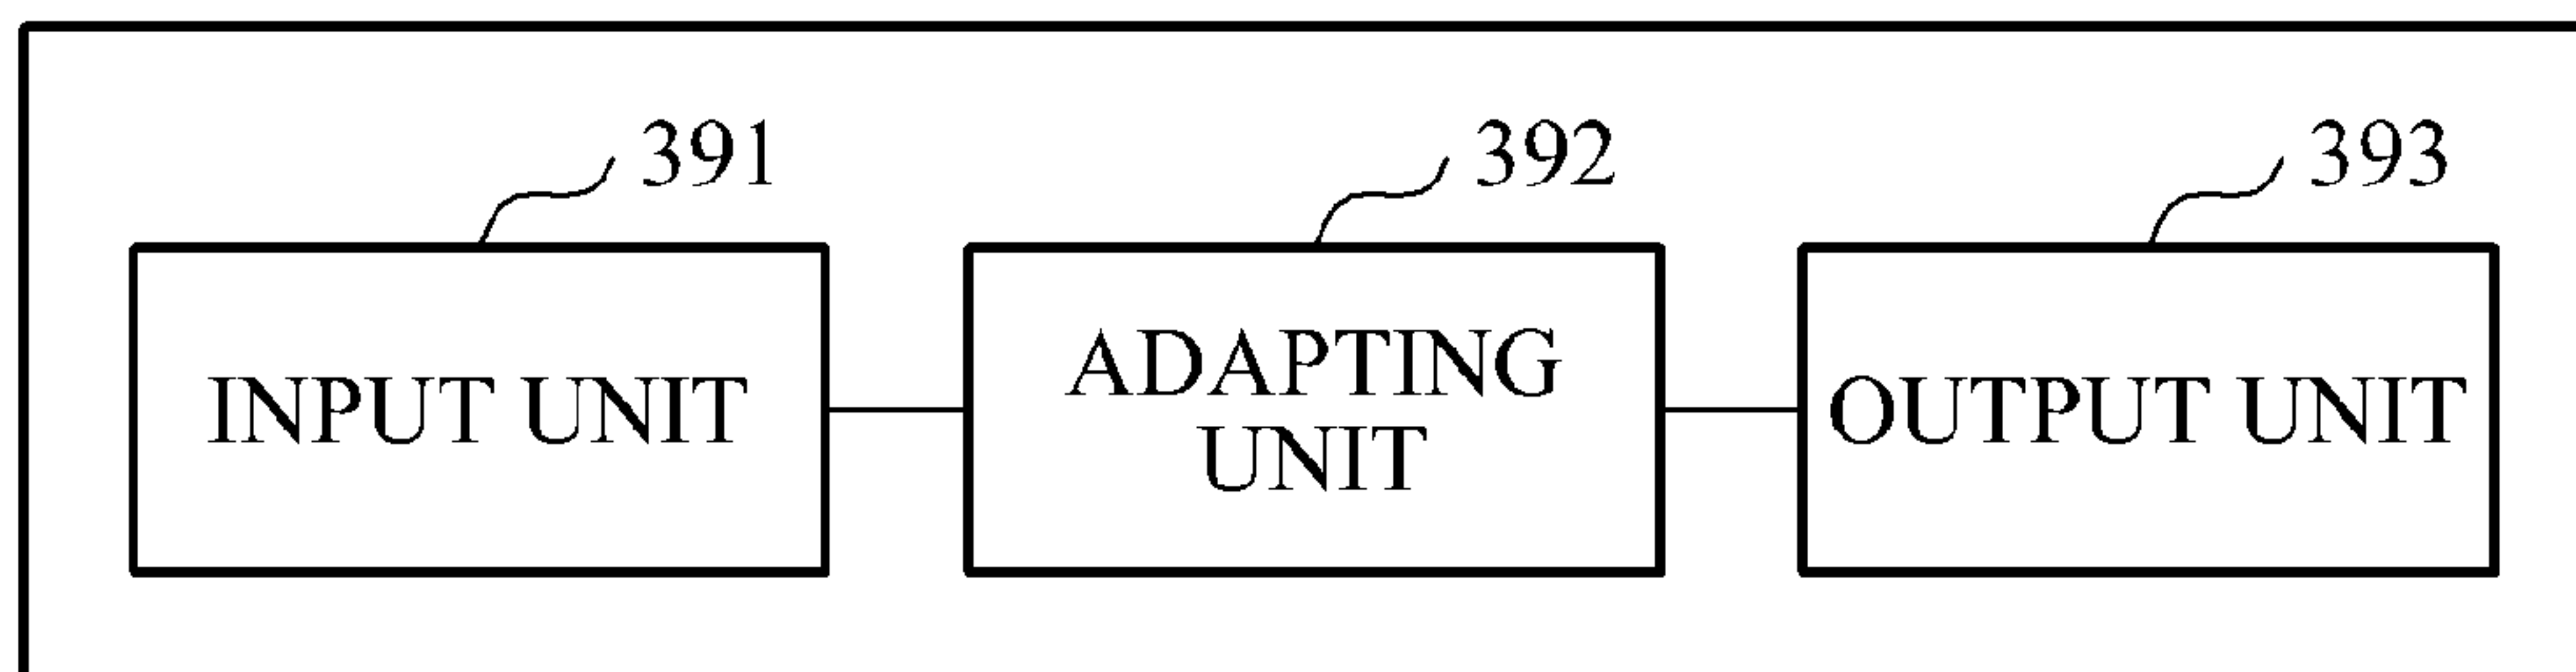 391
392
393
INPUT UNIT
ADAPTING
UNIT
OUTPUT UNIT